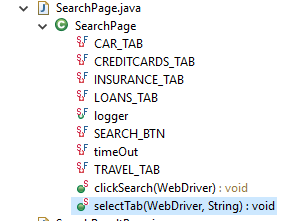 SearchPage.java
SearchPage
CAR_TAB
CREDITCARDS_TAB
INSURANCE_TAB
LOANS_TAB
logger
SEARCH_BTN
timeOut
TRAVEL_TAB
clickSearch(WebDriver) : void
selectTab(WebDriver, String) : void